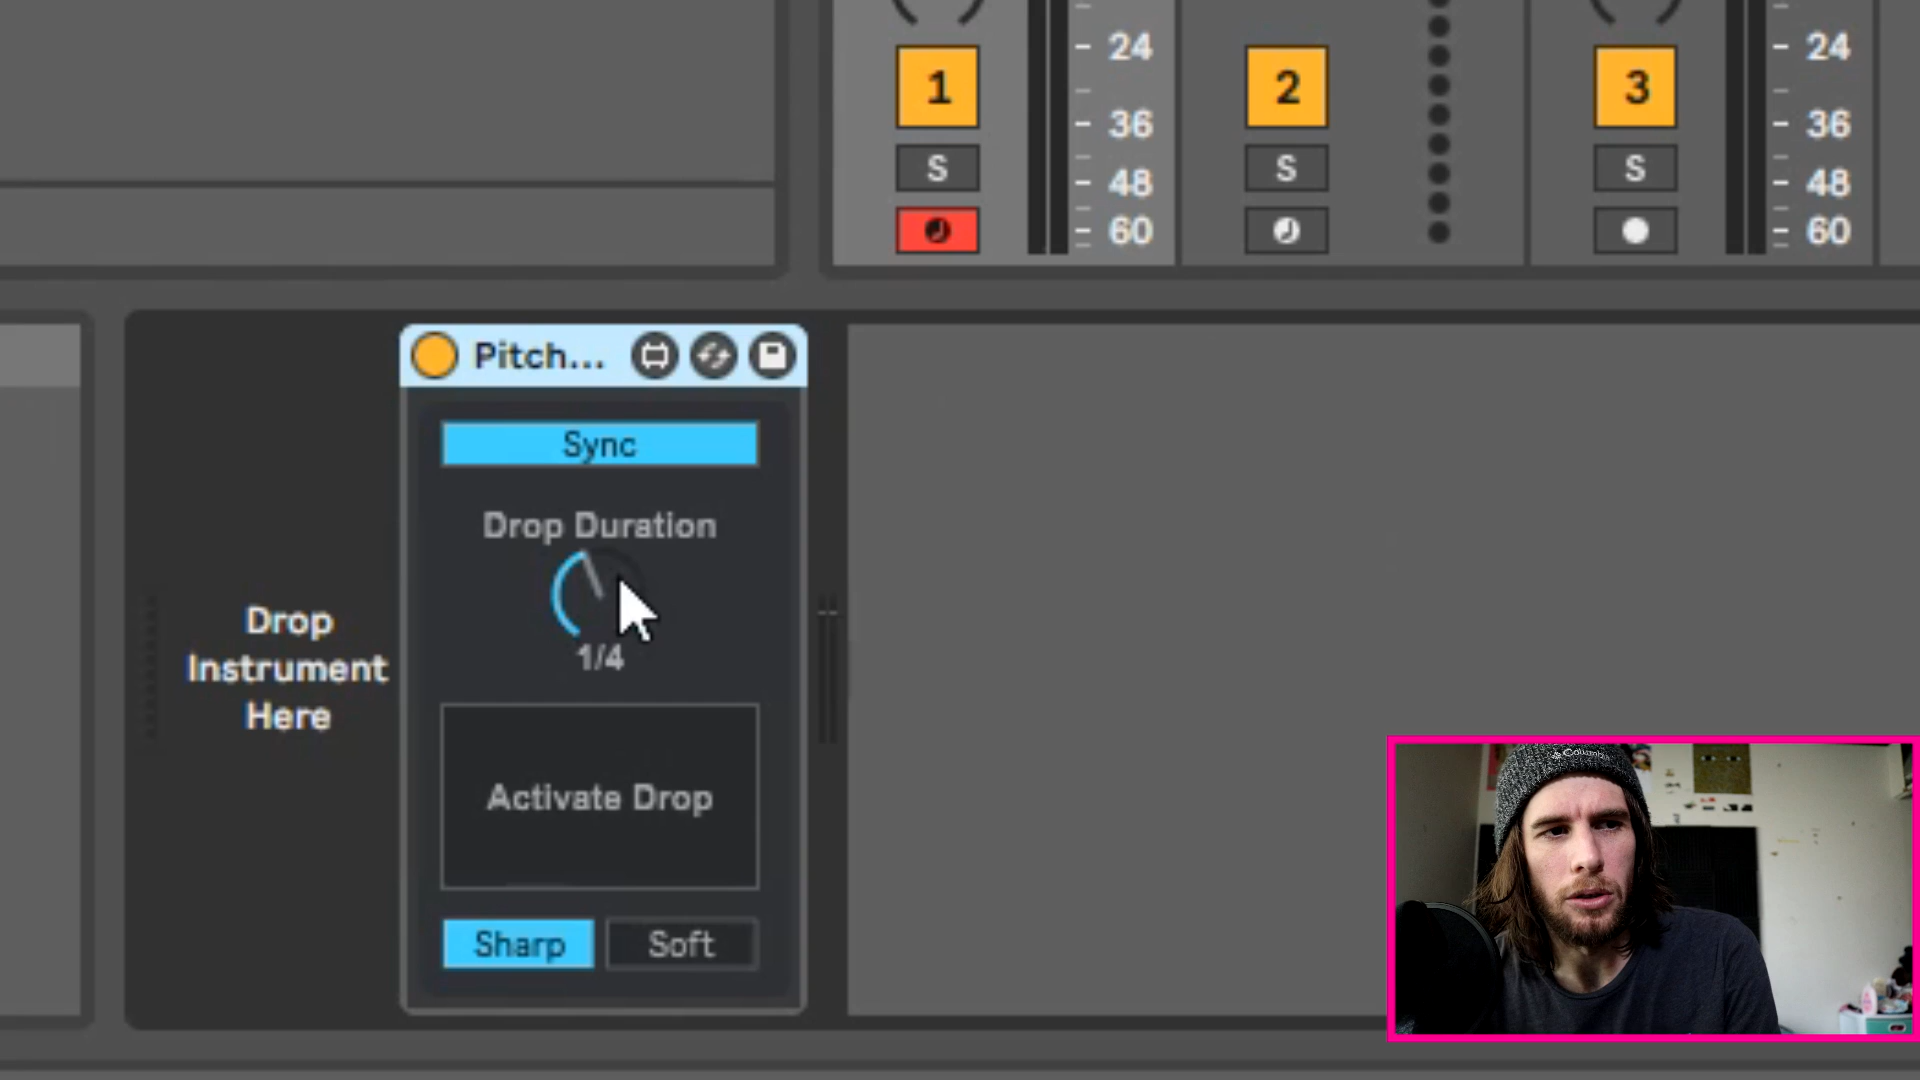 1
24
36
48
60
S
2
S
3
24
36
48
60
S
Pitch...
Sync
Drop Duration
1/4
Drop
Instrument
Here
Activate Drop
Sharp
Soft
Columbia